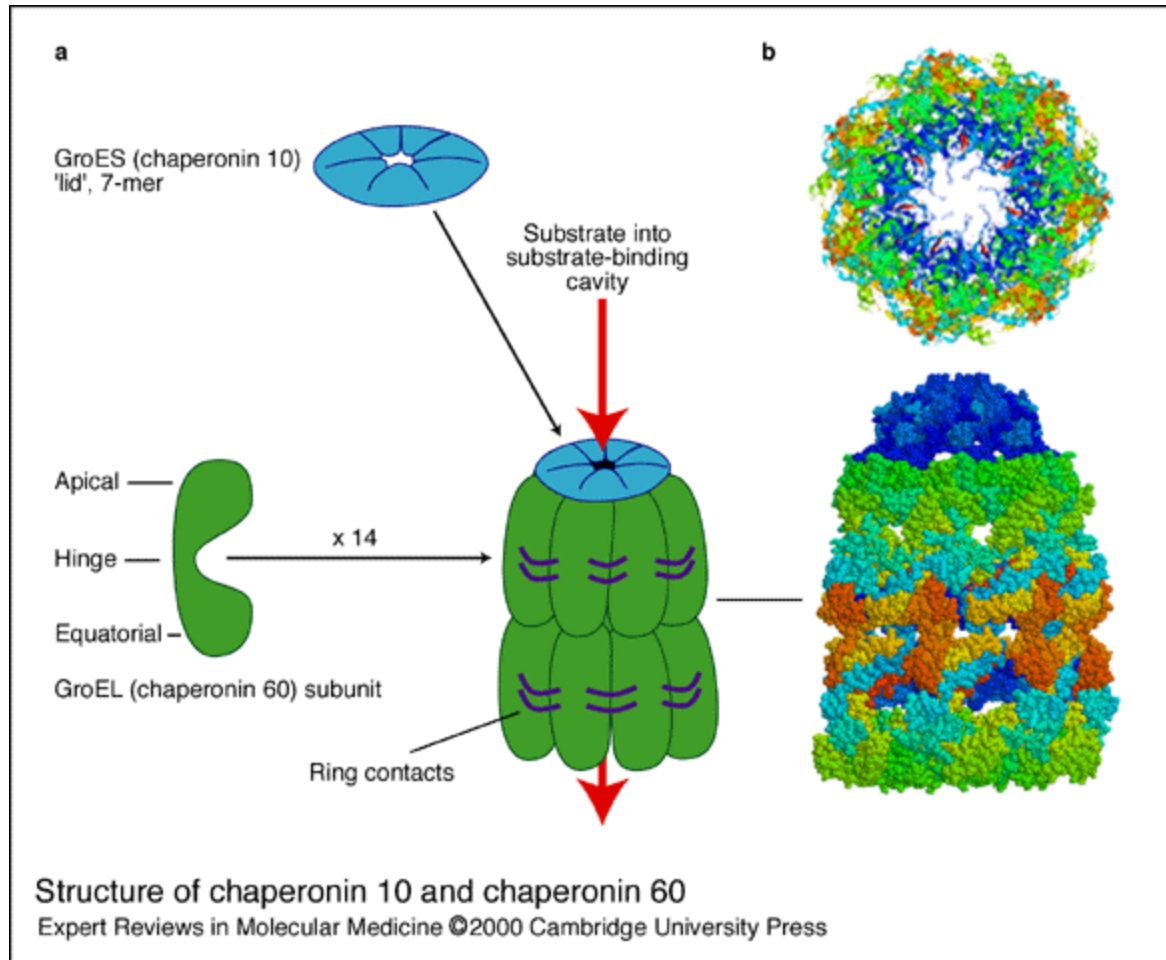 a
b
GroES (chaperonin 10)
'lid', 7-mer
Substrate into
substrate-binding
cavity
Apical
Hinge
Equatorial
x 14
GroEL (chaperonin 60) subunit
Ring contacts
Structure of chaperonin 10 and chaperonin 60
Expert Reviews in Molecular Medicine ©2000 Cambridge University Press